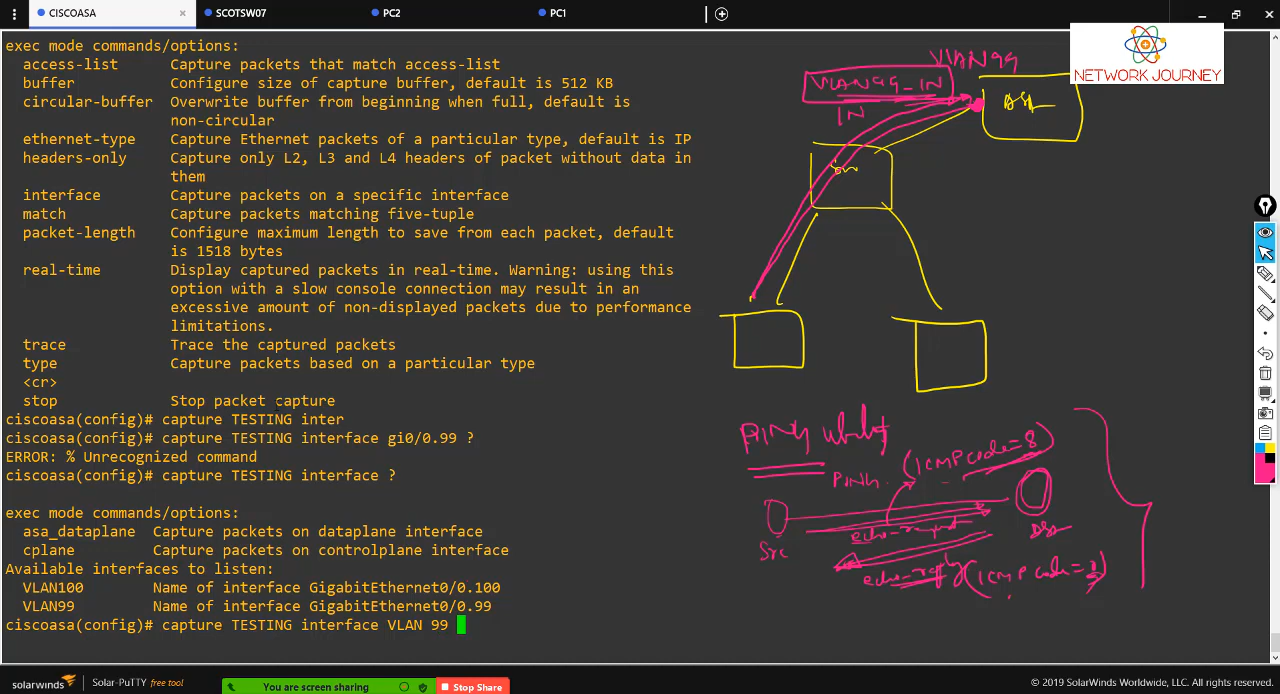 CISCOASA
SCOTSW07
PC2
PC1
exec mode commands/options:
access-list Capture packets that match access-list
buffer Configure size of capture buffer, default is 512 KB
circular-buffer Overwrite buffer from beginning when full, default is
non-circular
ethernet-type Capture Ethernet packets of a particular type, default is IP
headers-only Capture only L2, L3 and L4 headers of packet without data in
them
interface Capture packets on a specific interface
match Capture packets matching five-tuple
packet-length Configure maximum length to save from each packet, default
is 1518 bytes
real-time Display captured packets in real-time. Warning: using this
option with a slow console connection may result in an
excessive amount of non-displayed packets due to performance
limitations.
trace Trace the captured packets
type Capture packets based on a particular type
<cr>
stop Stop packet capture
ciscoasa(config)# capture TESTING inter
ciscoasa(config)# capture TESTING interface gi0/0.99 ?
ERROR: % Unrecognized command
ciscoasa(config)# capture TESTING interface ?
exec mode commands/options:
asa_dataplane Capture packets on dataplane interface
cplane Capture packets on controlplane interface
Available interfaces to listen:
VLAN100 Name of interface GigabitEthernet0/0.100
VLAN99 Name of interface GigabitEthernet0/0.99
ciscoasa(config)# capture TESTING interface VLAN 99
NETWORK JOURNEY
VLAN99
VLAN99_IN
IN
SW
PING
(ICMP code=8)
PING
Src
echo-request
echo-reply (ICMP code=
solarwinds
Solar-PuTTY free tool
You are screen sharing
Stop Share
© 2019 SolarWinds Worldwide, LLC. All rights reserved.